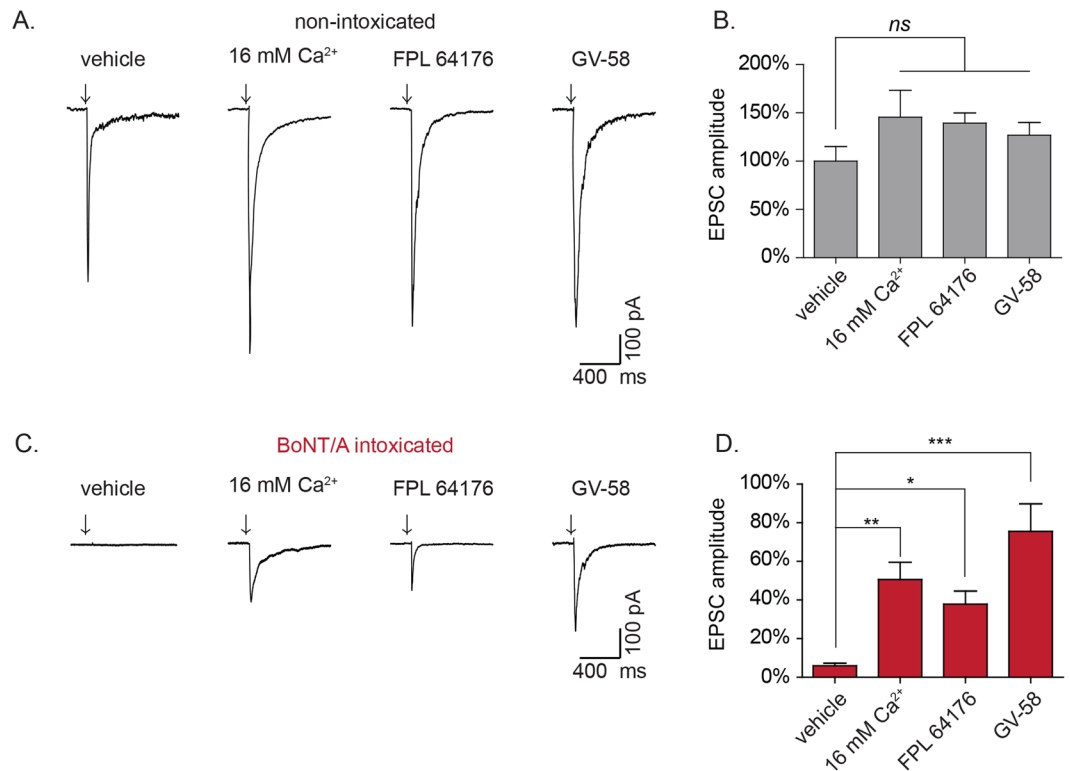 A.
non-intoxicated
vehicle
16 mM Ca²⁺
FPL 64176
GV-58
100 pA
400 ms
B.
ns
200%
150%
100%
50%
0%
EPSC amplitude
vehicle
16 mM Ca²⁺
FPL 64176
GV-58
C.
BoNT/A intoxicated
vehicle
16 mM Ca²⁺
FPL 64176
GV-58
100 pA
400 ms
D.
***
*
**
100%
80%
60%
40%
20%
0%
EPSC amplitude
vehicle
16 mM Ca²⁺
FPL 64176
GV-58